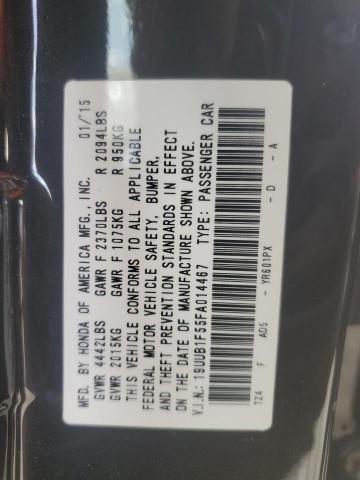 MFD. BY HONDA OF AMERICA MFG., INC. 01/'15
GVWR 4442LBS GAWR F 2370LBS R 2094LBS
GVWR 2015KG GAWR F 1075KG R 950KG
THIS VEHICLE CONFORMS TO ALL APPLICABLE
FEDERAL MOTOR VEHICLE SAFETY, BUMPER,
AND THEFT PREVENTION STANDARDS IN EFFECT
ON THE DATE OF MANUFACTURE SHOWN ABOVE.
V.I.N.: 19UUB1F55FA014467 TYPE: PASSENGER CAR
TZ4 F AD5 - YR601PX - D - A